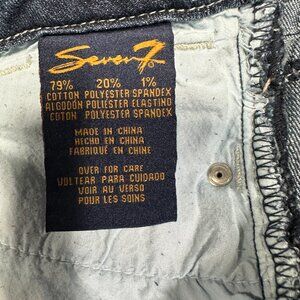 Seven7
79% 20% 1%
COTTON POLYESTER SPANDEX
ALGODÓN POLIÉSTER ELASTINO
COTON POLYESTER SPANDEX
MADE IN CHINA
HECHO EN CHINA
FABRIQUÉ EN CHINE
OVER FOR CARE
VOLTEAR PARA CUIDADO
VOIR AU VERSO
POUR LES SOINS